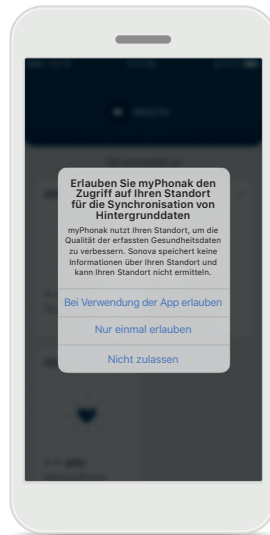 Erlauben Sie myPhonak den
Zugriff auf Ihren Standort
für die Synchronisation von
Hintergrunddaten
myPhonak nutzt Ihren Standort, um die
Qualität der erfassten Gesundheitsdaten
zu verbessern. Sonova speichert keine
Informationen über Ihren Standort und
kann Ihren Standort nicht ermitteln.
Bei Verwendung der App erlauben
Nur einmal erlauben
Nicht zulassen